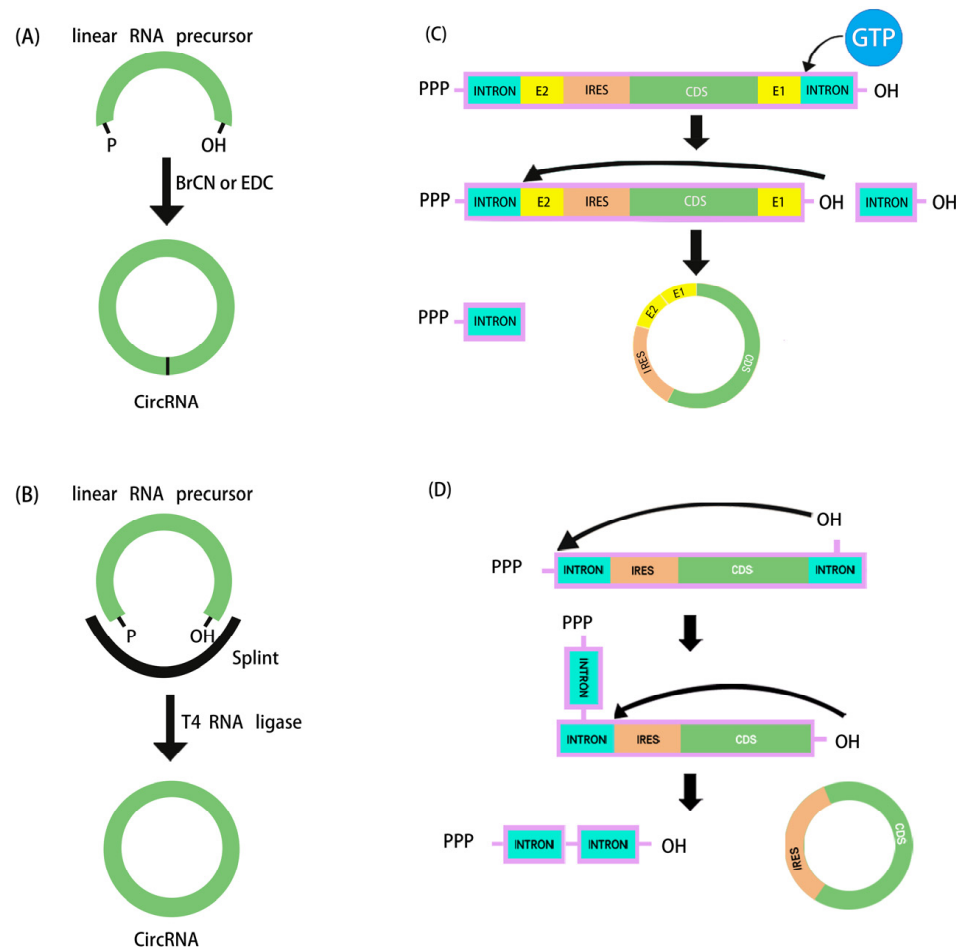 (A)
linear RNA precursor
P
OH
BrCN or EDC
CircRNA
(B)
linear RNA precursor
P
OH
Splint
T4 RNA ligase
CircRNA
(C)
GTP
PPP INTRON E2 IRES CDS E1 INTRON OH
PPP INTRON E2 IRES CDS E1 OH INTRON OH
PPP INTRON
E2 E1 IRES CDS
(D)
OH
PPP INTRON IRES CDS INTRON
PPP
INTRON
INTRON IRES CDS OH
PPP INTRON INTRON OH
IRES CDS